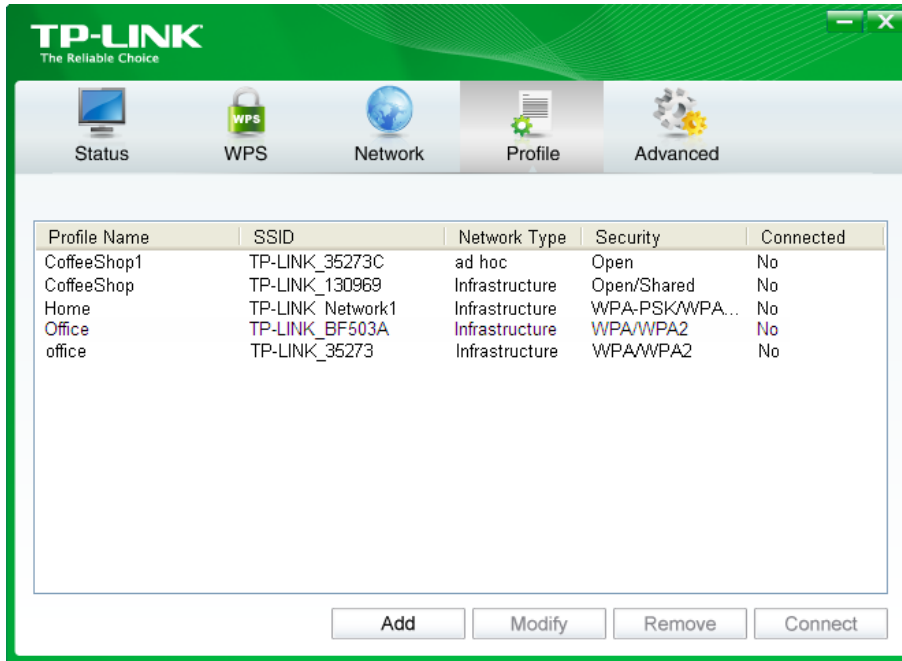 TP-LINK
The Reliable Choice
WPS
Status WPS Network Profile Advanced
Profile Name SSID Network Type Security Connected
CoffeeShop1 TP-LINK_35273C ad hoc Open No
CoffeeShop TP-LINK_130969 Infrastructure Open/Shared No
Home TP-LINK_Network1 Infrastructure WPA-PSK/WPA... No
Office TP-LINK_BF503A Infrastructure WPA/WPA2 No
office TP-LINK_35273 Infrastructure WPA/WPA2 No
Add Modify Remove Connect